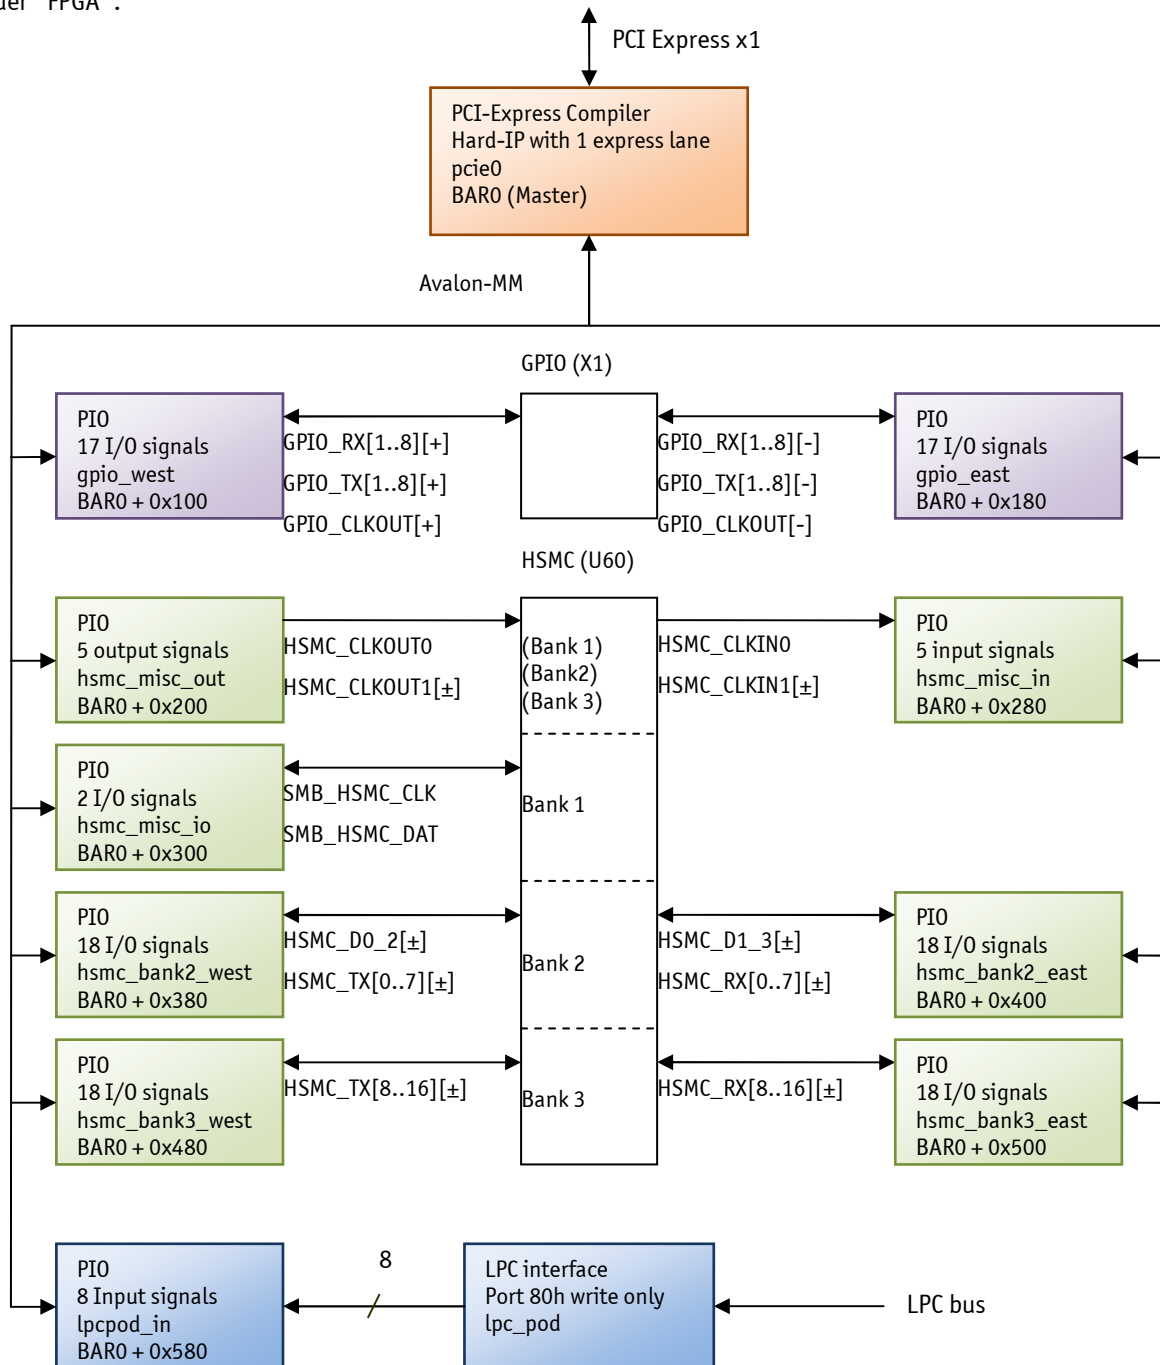 der "FPGA".
PCI Express x1
PCI-Express Compiler
Hard-IP with 1 express lane
pcie0
BAR0 (Master)
Avalon-MM
GPIO (X1)
PIO
17 I/O signals
gpio_west
BAR0 + 0x100
GPIO_RX[1..8][+]
GPIO_TX[1..8][+]
GPIO_CLKOUT[+]
GPIO_RX[1..8][-]
GPIO_TX[1..8][-]
GPIO_CLKOUT[-]
PIO
17 I/O signals
gpio_east
BAR0 + 0x180
HSMC (U60)
PIO
5 output signals
hsmc_misc_out
BAR0 + 0x200
HSMC_CLKOUT0
HSMC_CLKOUT1[±]
(Bank 1)
(Bank2)
(Bank 3)
HSMC_CLKIN0
HSMC_CLKIN1[±]
PIO
5 input signals
hsmc_misc_in
BAR0 + 0x280
PIO
2 I/O signals
hsmc_misc_io
BAR0 + 0x300
SMB_HSMC_CLK
SMB_HSMC_DAT
Bank 1
PIO
18 I/O signals
hsmc_bank2_west
BAR0 + 0x380
HSMC_D0_2[±]
HSMC_TX[0..7][±]
Bank 2
HSMC_D1_3[±]
HSMC_RX[0..7][±]
PIO
18 I/O signals
hsmc_bank2_east
BAR0 + 0x400
PIO
18 I/O signals
hsmc_bank3_west
BAR0 + 0x480
HSMC_TX[8..16][±]
Bank 3
HSMC_RX[8..16][±]
PIO
18 I/O signals
hsmc_bank3_east
BAR0 + 0x500
PIO
8 Input signals
lpcpod_in
BAR0 + 0x580
8
LPC interface
Port 80h write only
lpc_pod
LPC bus